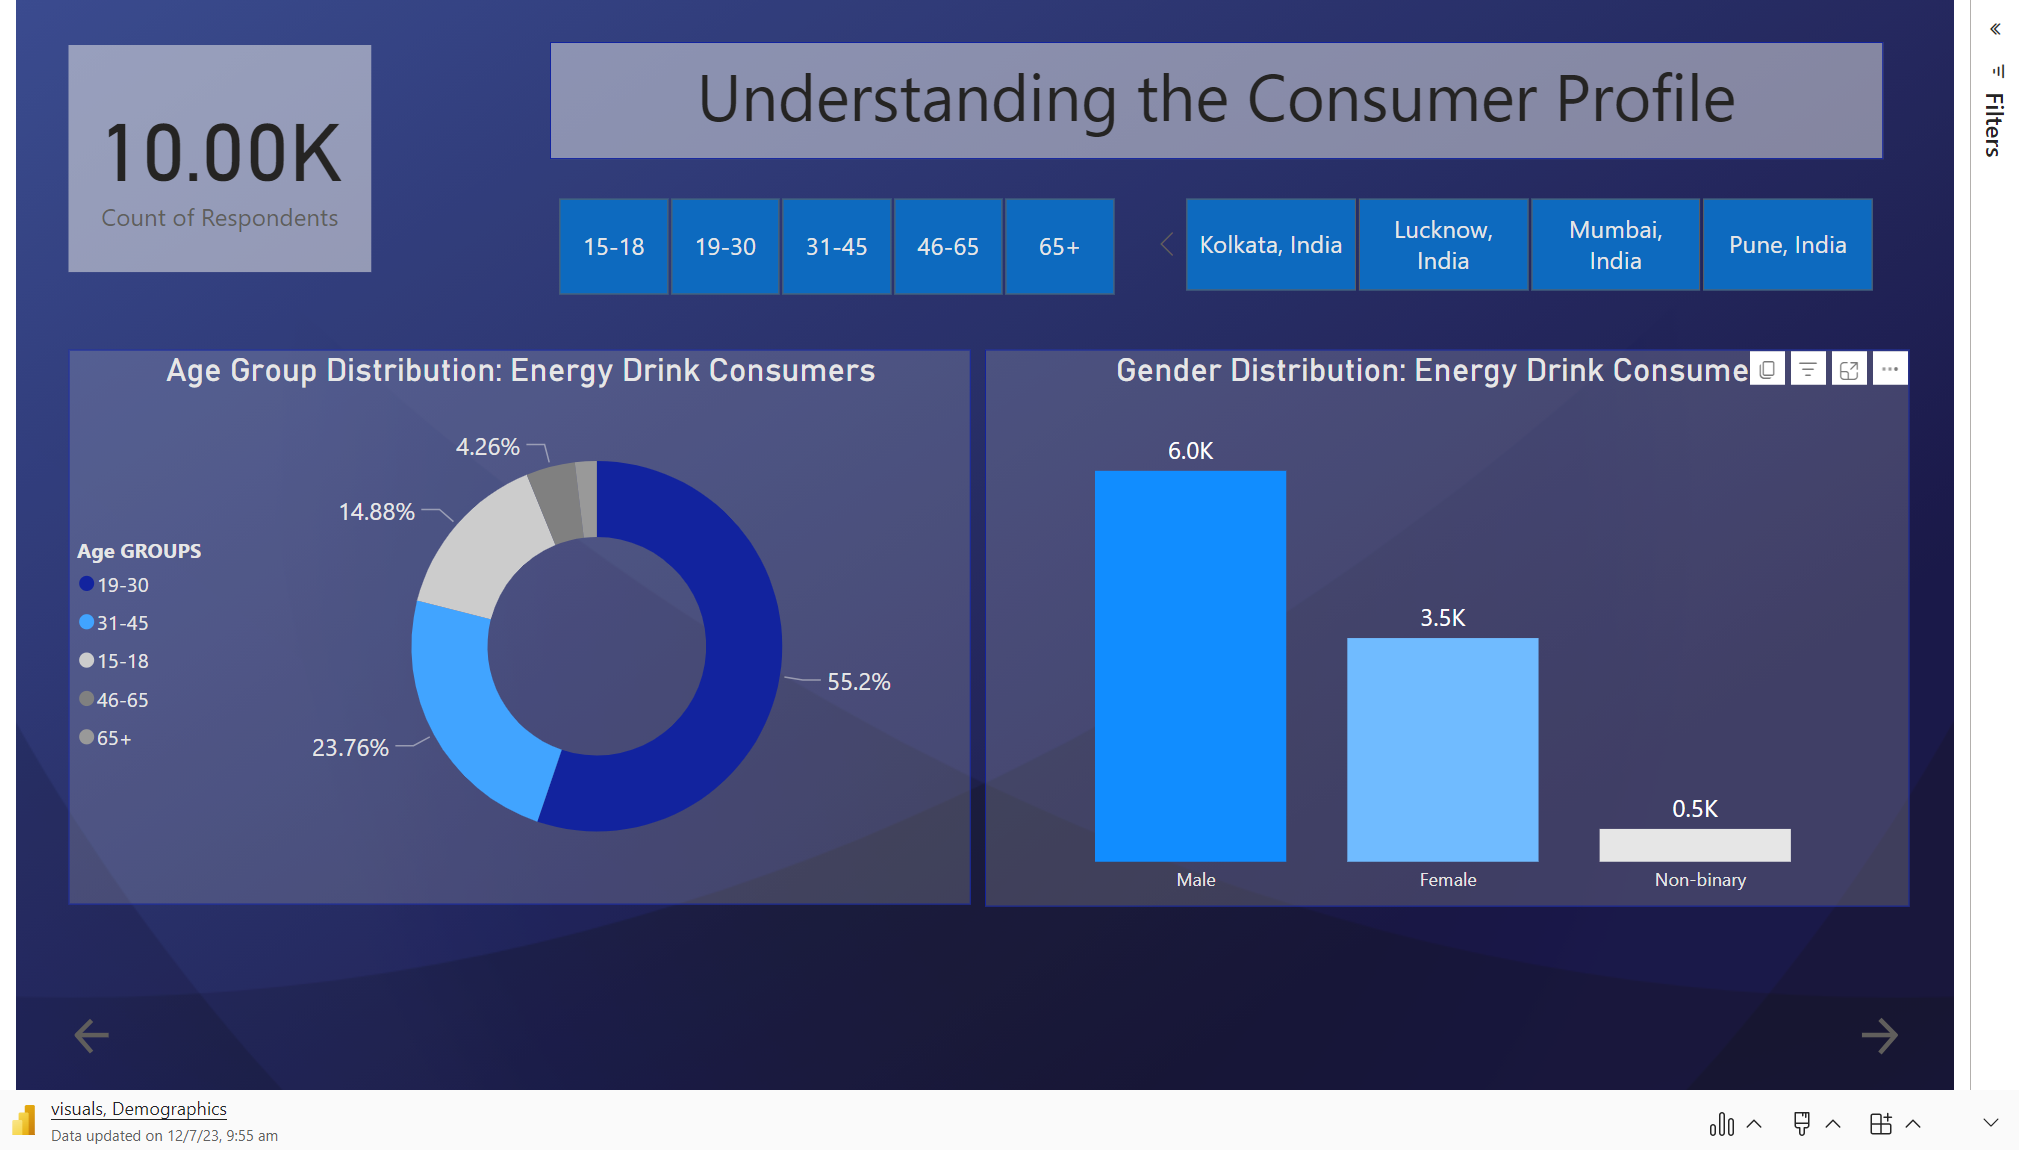 10.00K
Count of Respondents
Understanding the Consumer Profile
15-18
19-30
31-45
46-65
65+
Kolkata, India
Lucknow,
India
Mumbai,
India
Pune, India
Filters
Age Group Distribution: Energy Drink Consumers
4.26%
14.88%
55.2%
23.76%
Age GROUPS
19-30
31-45
15-18
46-65
65+
Gender Distribution: Energy Drink Consume
6.0K
3.5K
0.5K
Male
Female
Non-binary
visuals, Demographics
Data updated on 12/7/23, 9:55 am